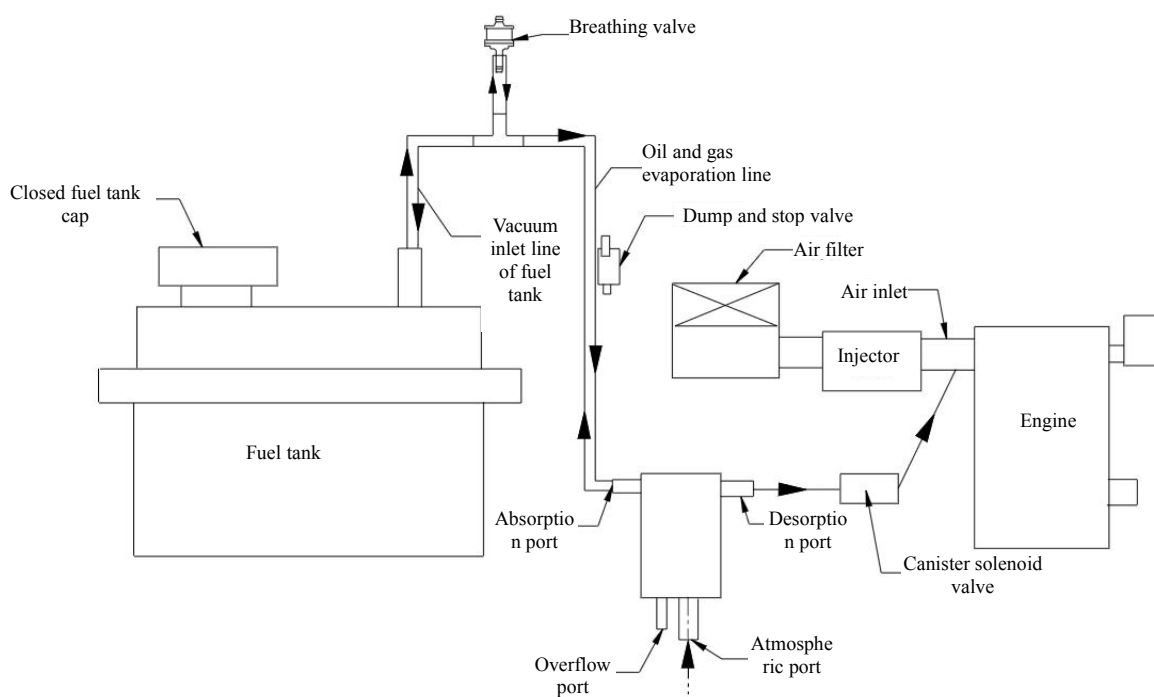 Breathing valve
Oil and gas
evaporation line
Closed fuel tank
cap
Vacuum
inlet line
of fuel
tank
Dump and stop valve
Air filter
Air inlet
Injector
Engine
Fuel tank
Absorptio
n port
Desorptio
n port
Canister solenoid
valve
Overflow
port
Atmosphe
ric port